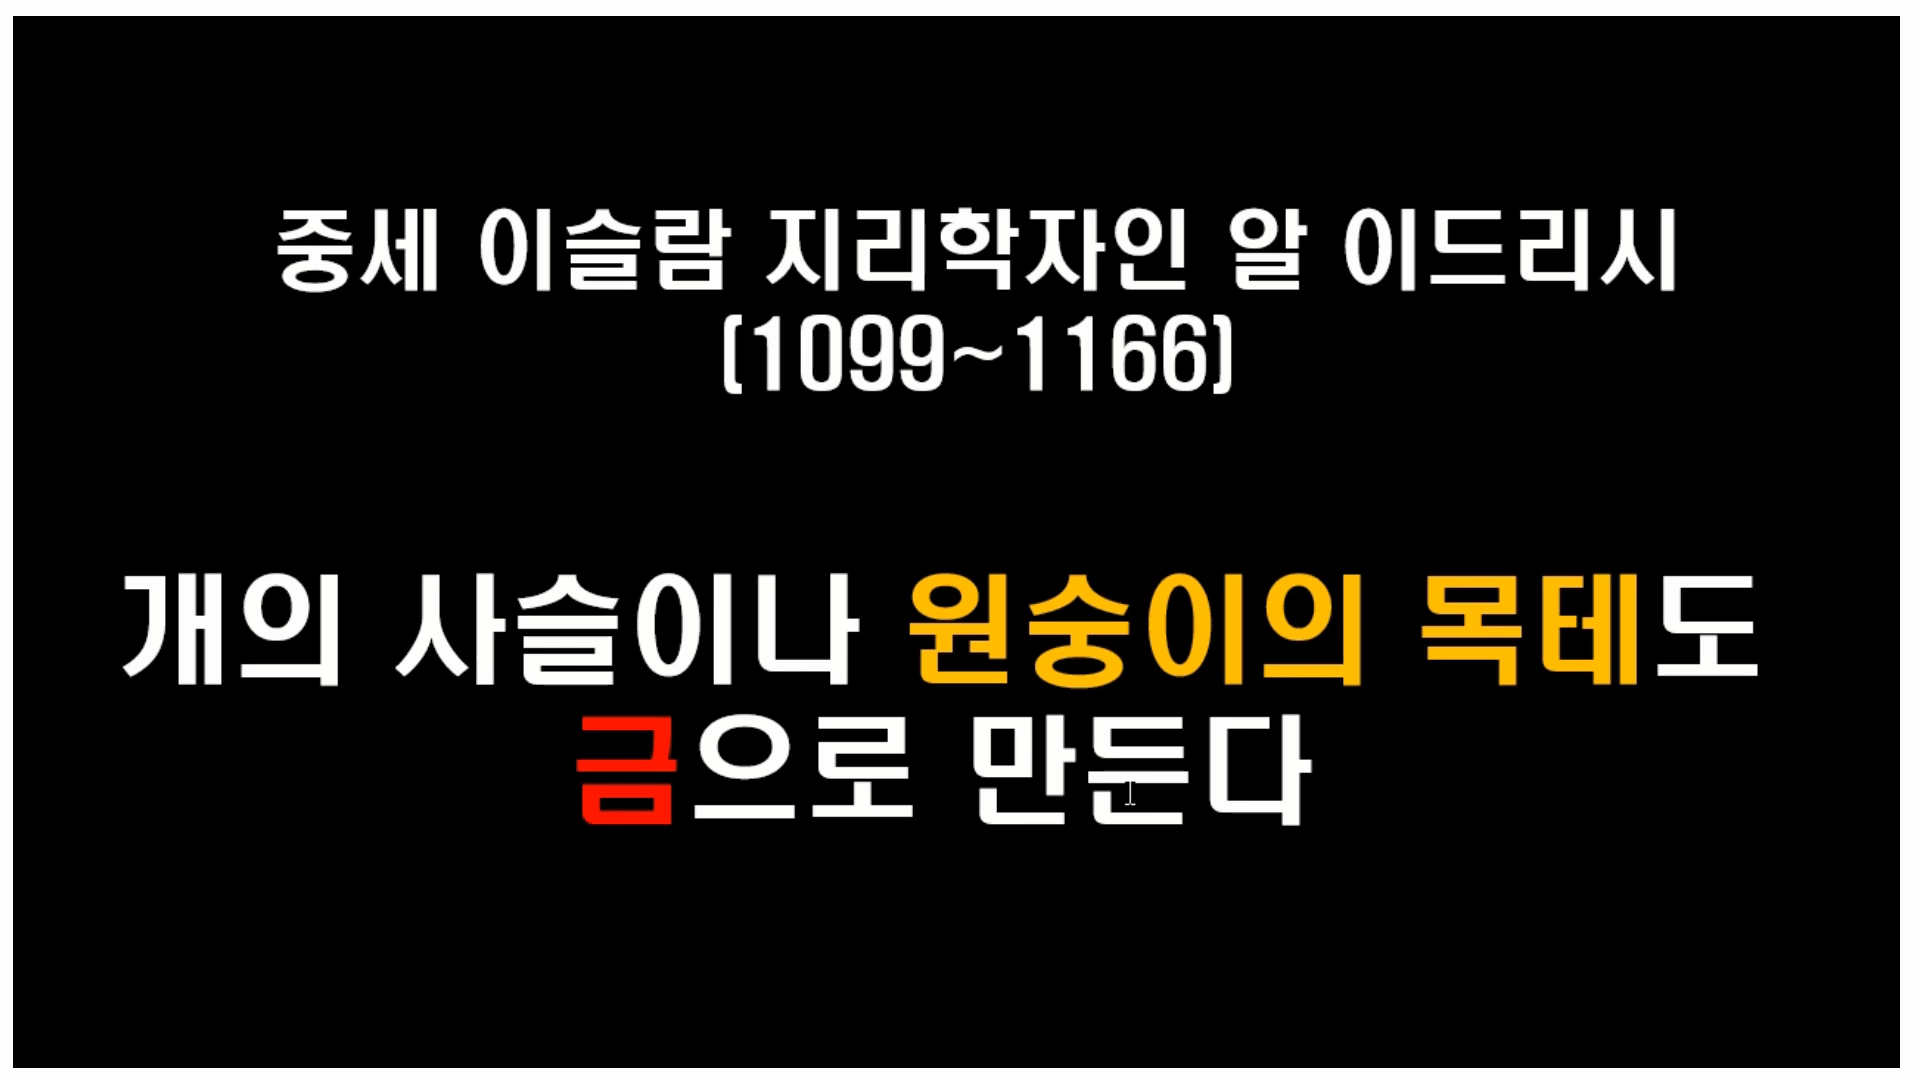 중세 이슬람 지리학자인 알 이드리시
(1099~1166)
개의 사슬이나 원숭이의 목테도
금으로 만든다